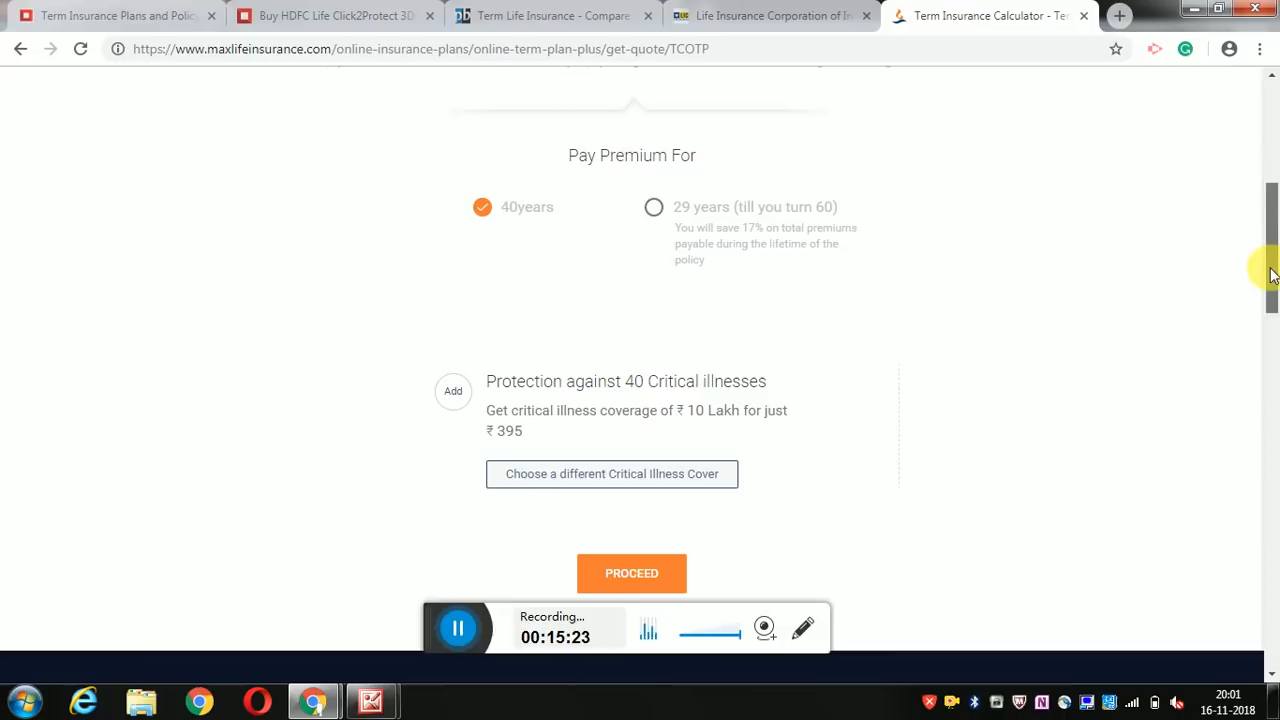 Term Insurance Plans and Policy
Buy HDFC Life Click2Protect 3D
pb
Term Life Insurance - Compare
Life Insurance Corporation of In
Term Insurance Calculator - Ter
https://www.maxlifeinsurance.com/online-insurance-plans/online-term-plan-plus/get-quote/TCOTP
Pay Premium For
40years
29 years (till you turn 60)
You will save 17% on total premiums
payable during the lifetime of the
policy
Add
Protection against 40 Critical illnesses
Get critical illness coverage of ₹ 10 Lakh for just
₹ 395
Choose a different Critical Illness Cover
PROCEED
Recording...
00:15:23
20:01
16-11-2018